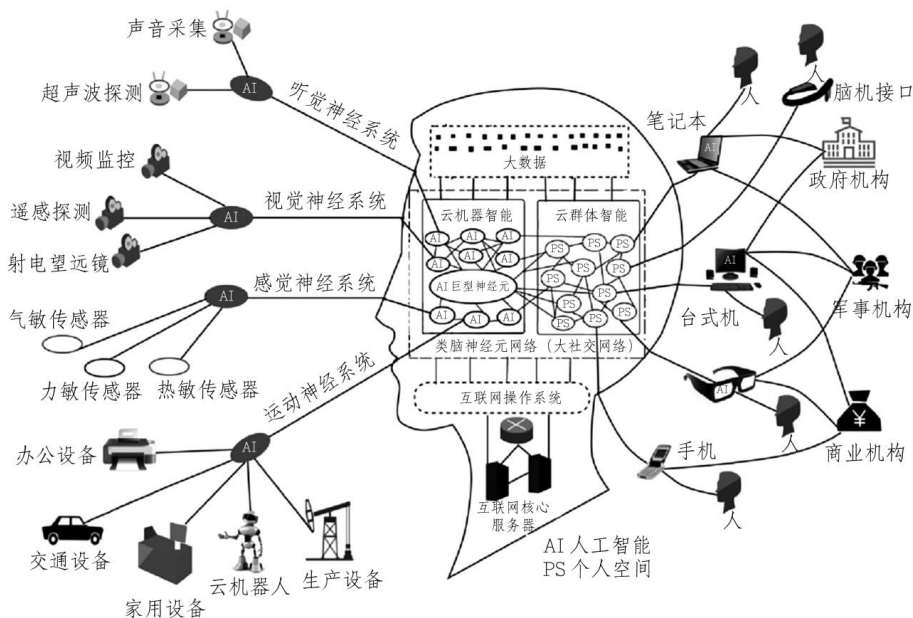 声音采集
AI
超声波探测
听觉神经系统
视频监控
AI
遥感探测
视觉神经系统
射电望远镜
AI
感觉神经系统
气敏传感器
力敏传感器
热敏传感器
运动神经系统
办公设备
AI
交通设备
家用设备
云机器人
生产设备
大数据
云机器智能
AI
AI
AI
AI
AI
AI
AI巨型神经元
AI
AI
AI
云群体智能
PS
PS
PS
PS
PS
PS
PS
PS
PS
PS
PS
类脑神经元网络(大社交网络)
互联网操作系统
互联网核心
服务器
AI人工智能
PS个人空间
人
人
笔记本
AI
脑机接口
政府机构
AI
台式机
人
军事机构
AI
人
商业机构
手机
人